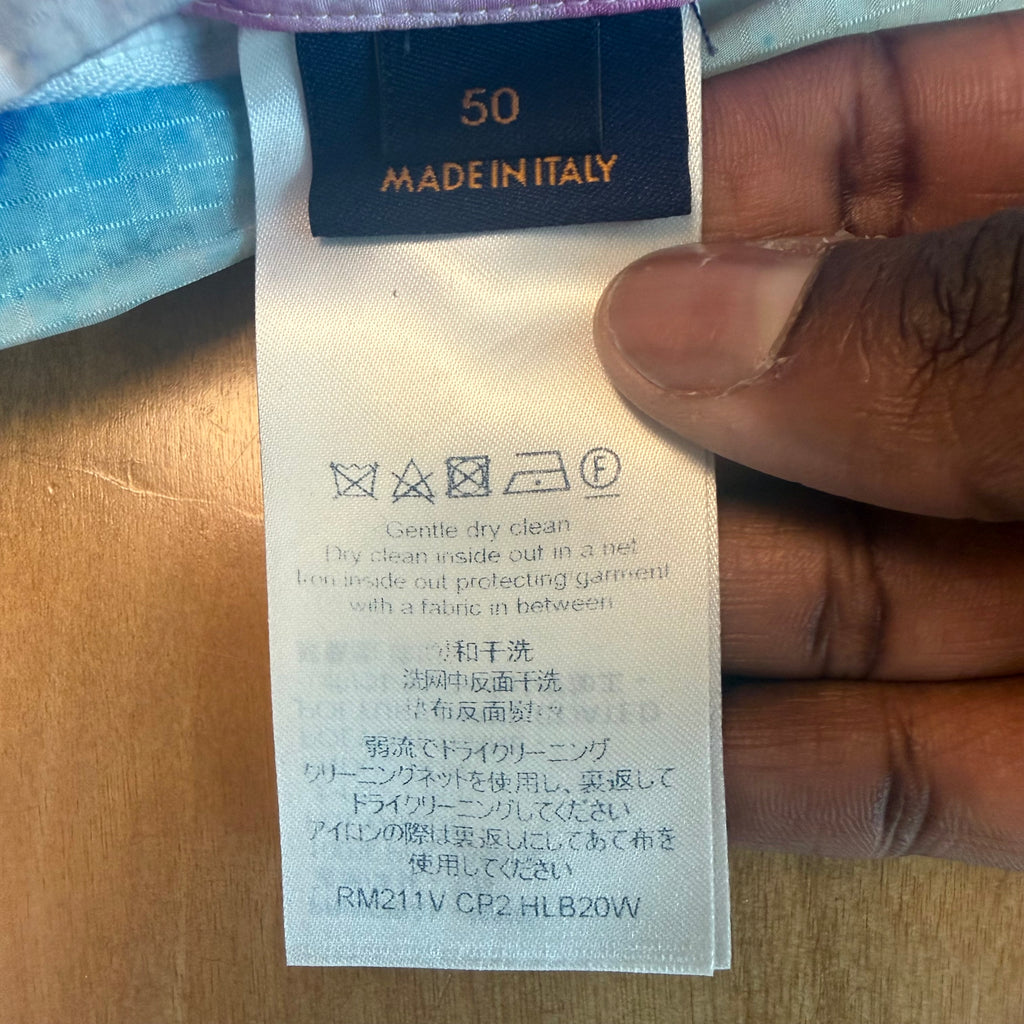 50
MADE IN ITALY
F
Gentle dry clean
Dry clean inside out in a net
Iron inside out protecting garment
with a fabric in between
和干洗
洗网中反面干洗
布反面
弱流でドライクリーニング
クリーニングネットを使用し、裏返して
ドライクリーニングしてください
アイロンの際は裏返しにしてあて布を
使用してください
RM211V CP2 HLB20W